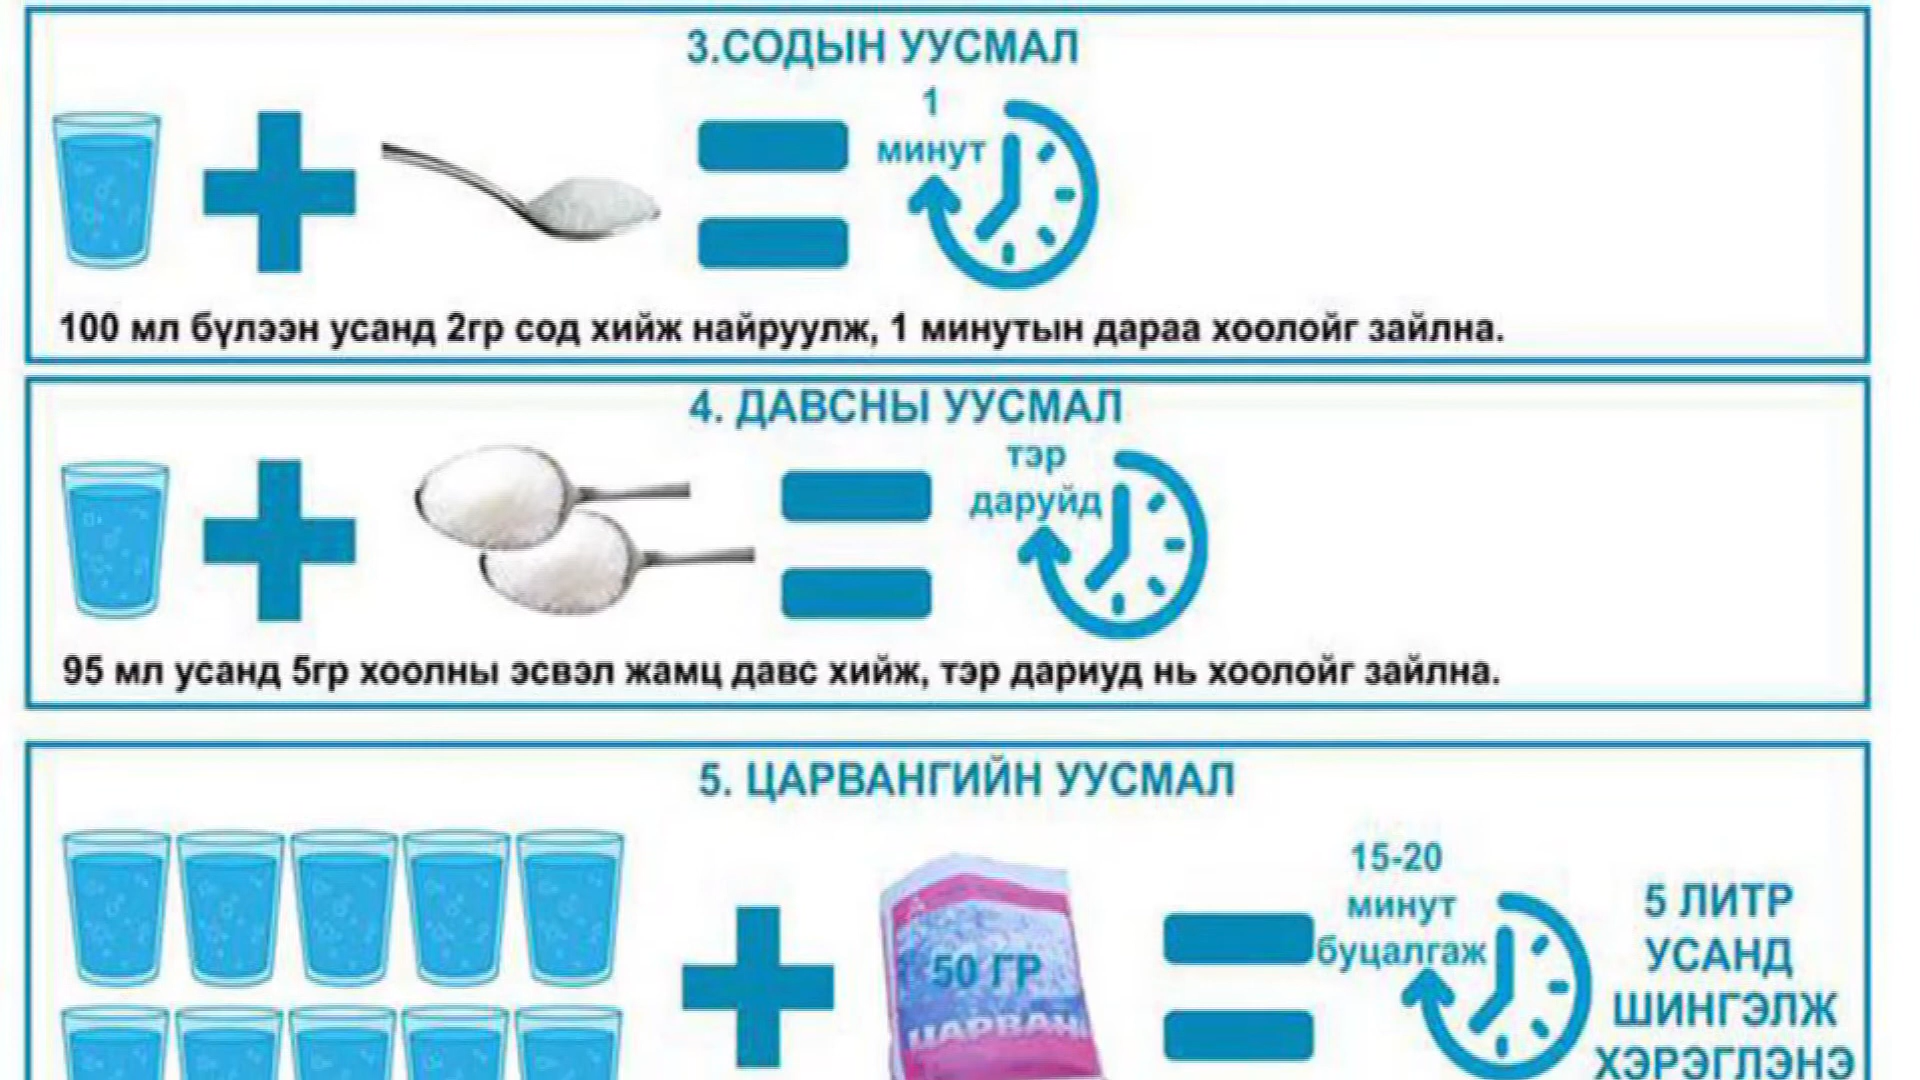 3.СОДЫН УУСМАЛ
1
минут
100 мл бүлээн усанд 2гр сод хийж найруулж, 1 минутын дараа хоолойг зайлна.
4. ДАВСНЫ УУСМАЛ
тэр
даруйд
95 мл усанд 5гр хоолны эсвэл жамц давс хийж, тэр дариуд нь хоолойг зайлна.
5. ЦАРВАНГИЙН УУСМАЛ
15-20
минут
буцалгаж
50 ГР
ЦАРВАН
5 ЛИТР
УСАНД
ШИНГЭЛЖ
ХЭРЭГЛЭНЭ